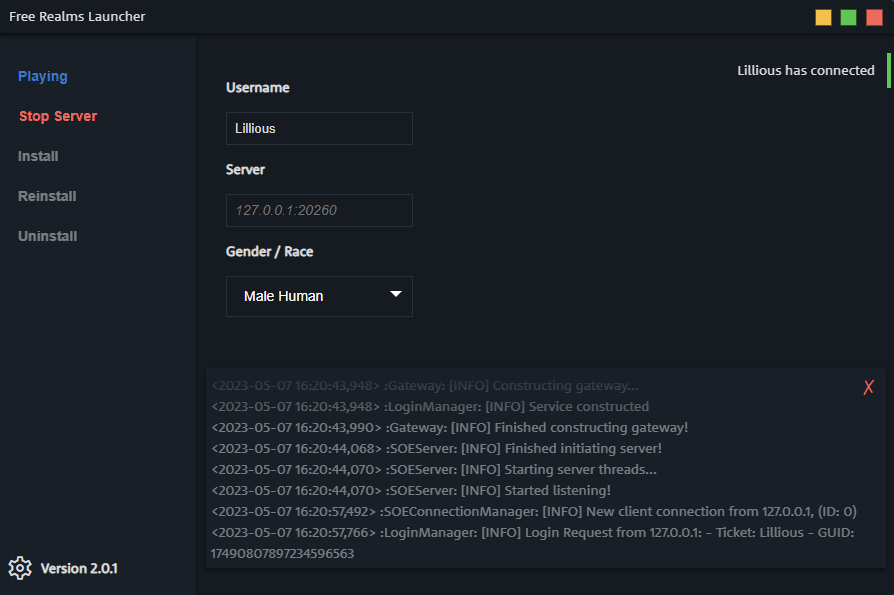 Free Realms Launcher
Playing
Stop Server
Install
Reinstall
Uninstall
Version 2.0.1
Lillious has connected
Username
Lillious
Server
127.0.0.1:20260
Gender / Race
Male Human
<2023-05-07 16:20:43,948> :Gateway: [INFO] Constructing gateway...
<2023-05-07 16:20:43,948> :LoginManager: [INFO] Service constructed
<2023-05-07 16:20:43,990> :Gateway: [INFO] Finished constructing gateway!
<2023-05-07 16:20:44,068> :SOEServer: [INFO] Finished initiating server!
<2023-05-07 16:20:44,070> :SOEServer: [INFO] Starting server threads...
<2023-05-07 16:20:44,070> :SOEServer: [INFO] Started listening!
<2023-05-07 16:20:57,492> :SOEConnectionManager: [INFO] New client connection from 127.0.0.1, (ID: 0)
<2023-05-07 16:20:57,766> :LoginManager: [INFO] Login Request from 127.0.0.1: - Ticket: Lillious - GUID:
17490807897234596563